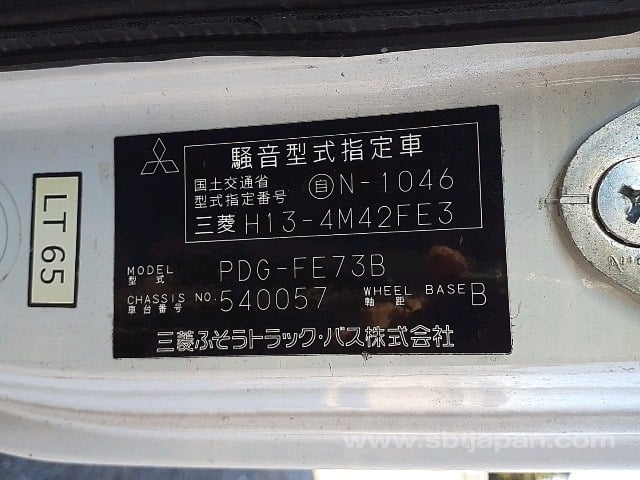 騒音型式指定車
国土交通省
型式指定番号 自N-1046
三菱 H13-4M42FE3
MODEL
型式 PDG-FE73B
CHASSIS NO. 540057 WHEEL BASE B
車台番号 軸距
三菱ふそうトラック・バス株式会社
LT 65
www.sbtjapan.com